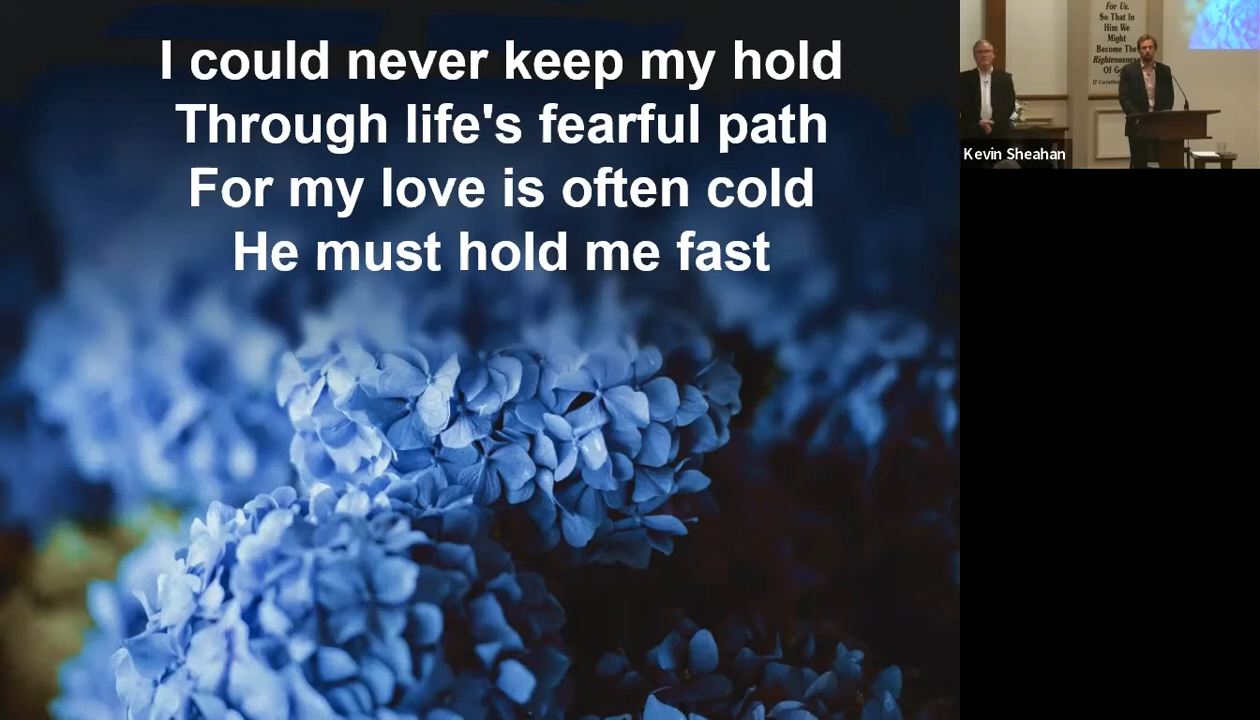 I could never keep my hold
Through life's fearful path
For my love is often cold
He must hold me fast
For Us.
So That In
Him We
Might
Become The
Righteousness
Of
Kevin Sheahan